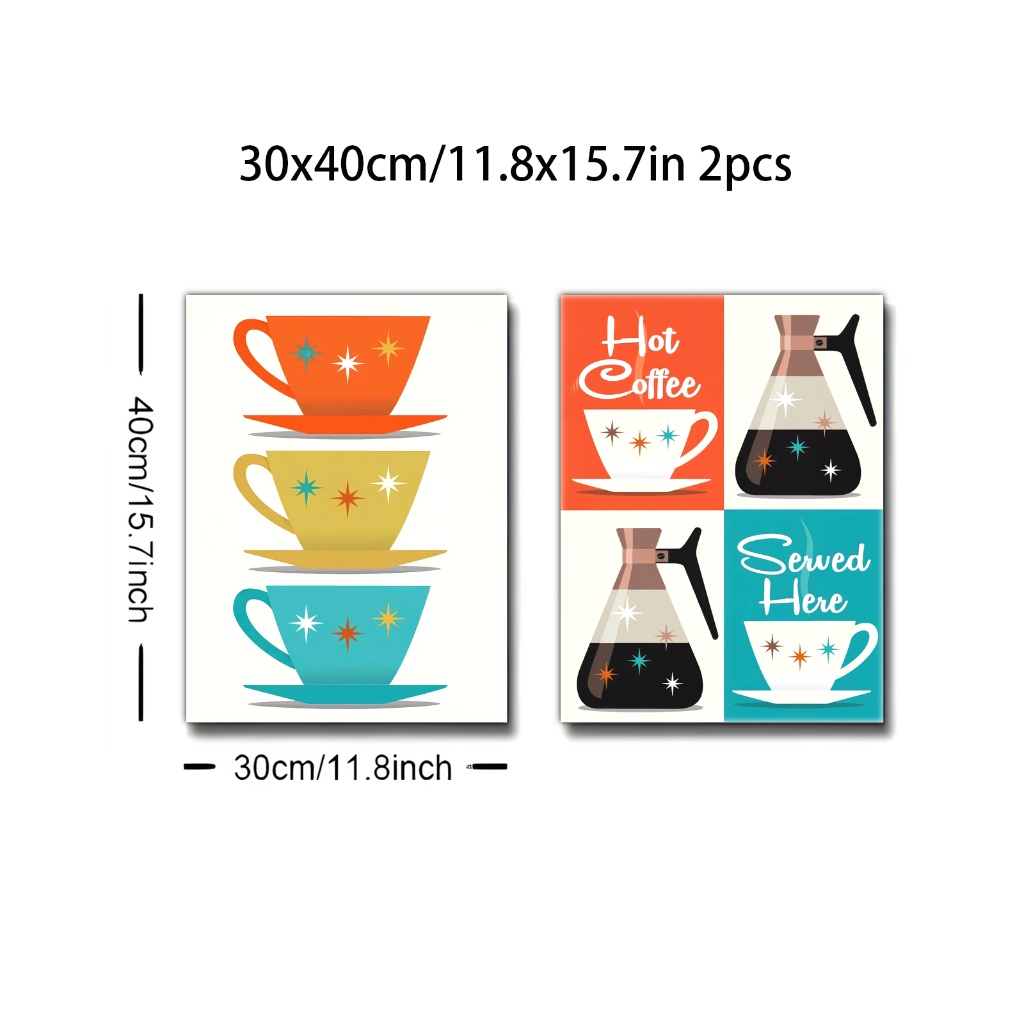 30x40cm/11.8x15.7in 2pcs
40cm/15.7inch
Hot
Coffee
Served
Here
30cm/11.8inch